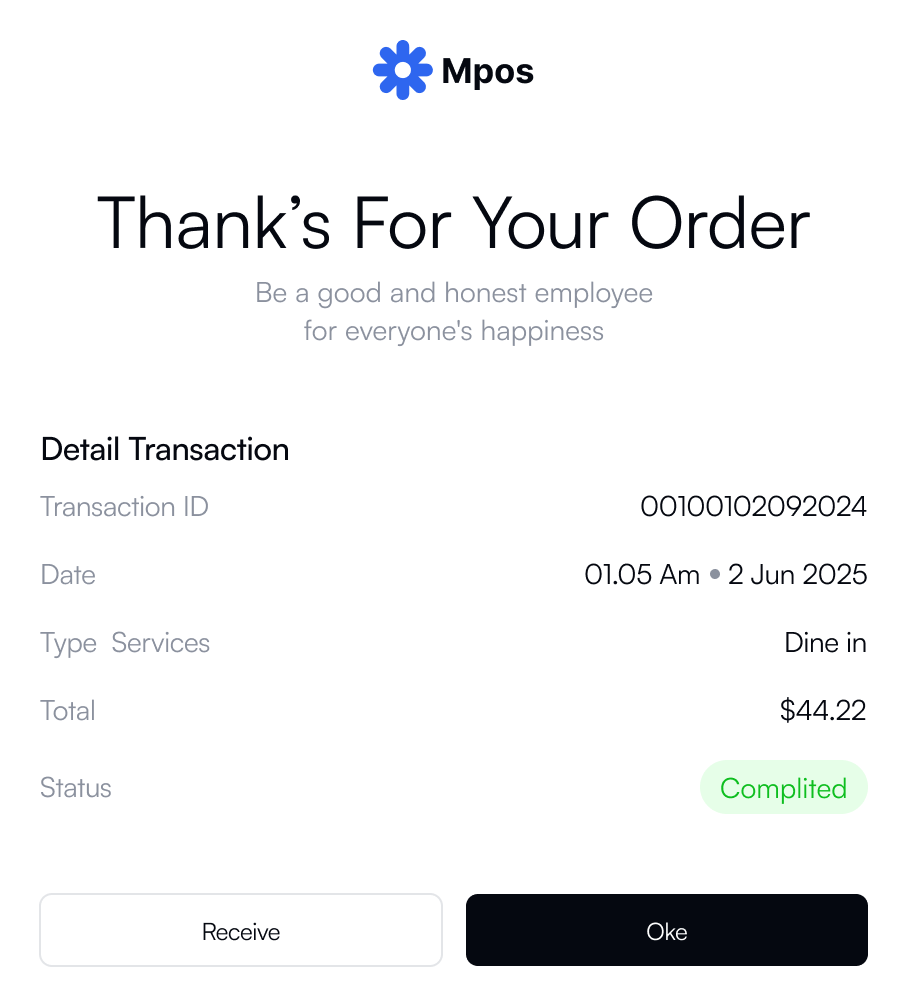 Mpos
Thank’s For Your Order
Be a good and honest employee
for everyone's happiness
Detail Transaction
Transaction ID 00100102092024
Date 01.05 Am • 2 Jun 2025
Type  Services Dine in
Total $44.22
Status Complited
Receive Oke